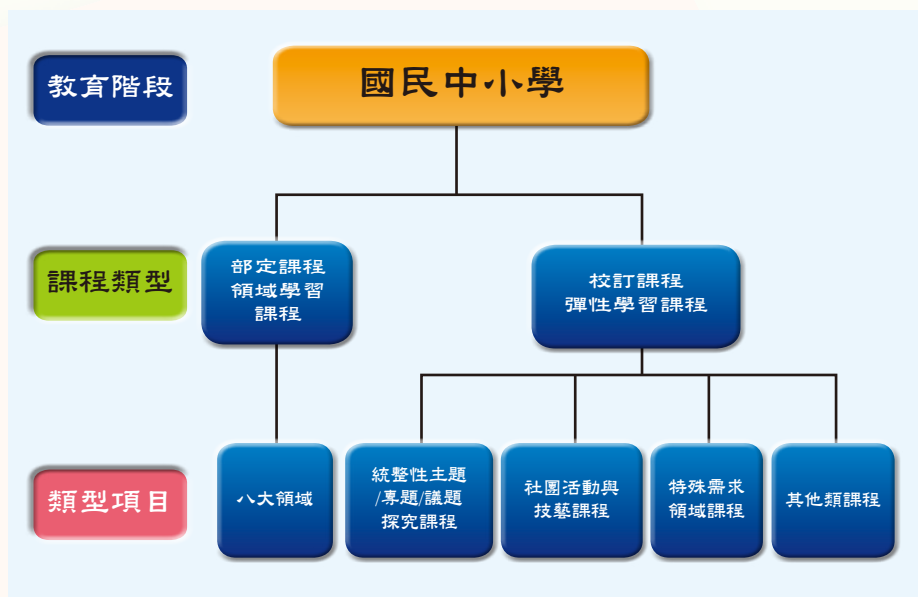 教育階段
國民中小學
課程類型
部定課程
領域學習
課程
校訂課程
彈性學習課程
類型項目
八大領域
統整性主題
/專題/議題
探究課程
社團活動與
技藝課程
特殊需求
領域課程
其他類課程